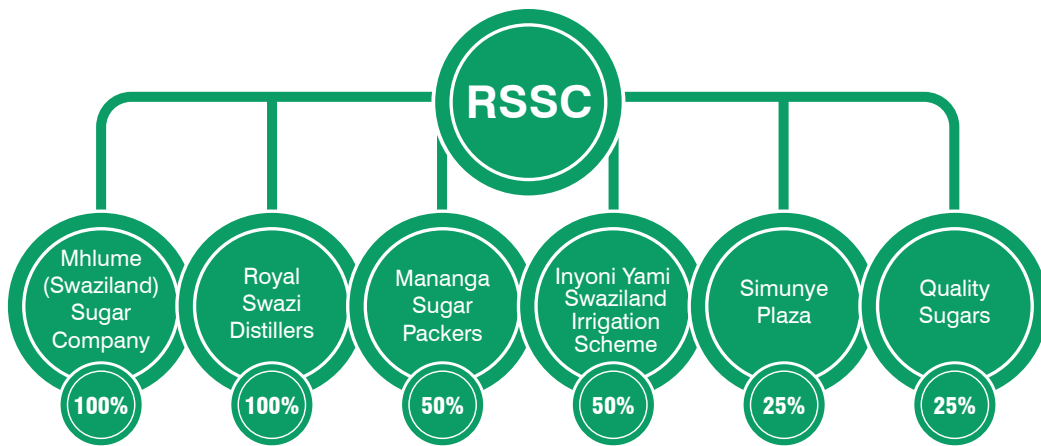 RSSC
Mhlume
(Swaziland)
Sugar
Company
100%
Royal
Swazi
Distillers
100%
Mananga
Sugar
Packers
50%
Inyoni Yami
Swaziland
Irrigation
Scheme
50%
Simunye
Plaza
25%
Quality
Sugars
25%